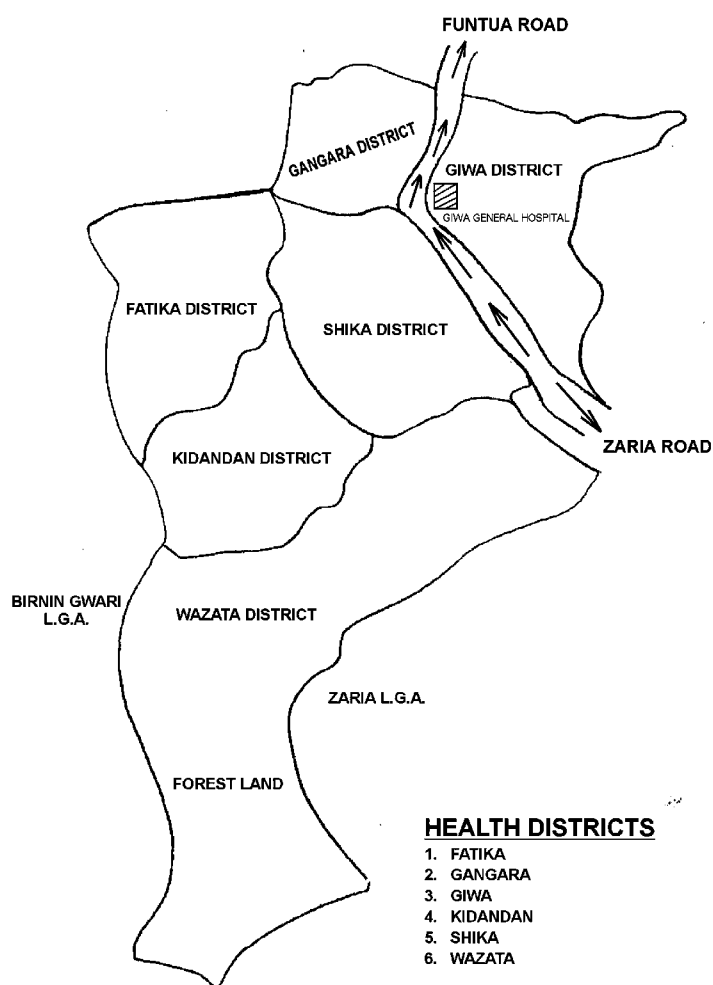 FUNTUA ROAD
GANGARA DISTRICT
GIWA DISTRICT
GIWA GENERAL HOSPITAL
FATIKA DISTRICT
SHIKA DISTRICT
KIDANDAN DISTRICT
ZARIA ROAD
BIRNIN GWARI
L.G.A.
WAZATA DISTRICT
ZARIA L.G.A.
FOREST LAND
HEALTH DISTRICTS
1. FATIKA
2. GANGARA
3. GIWA
4. KIDANDAN
5. SHIKA
6. WAZATA